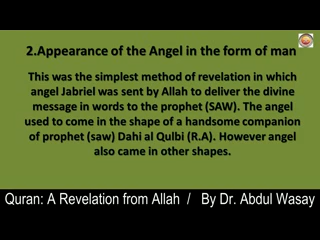 2.Appearance of the Angel in the form of man
This was the simplest method of revelation in which
angel Jabriel was sent by Allah to deliver the divine
message in words to the prophet (SAW). The angel
used to come in the shape of a handsome companion
of prophet (saw) Dahi al Qulbi (R.A). However angel
also came in other shapes.
Quran: A Revelation from Allah / By Dr. Abdul Wasay